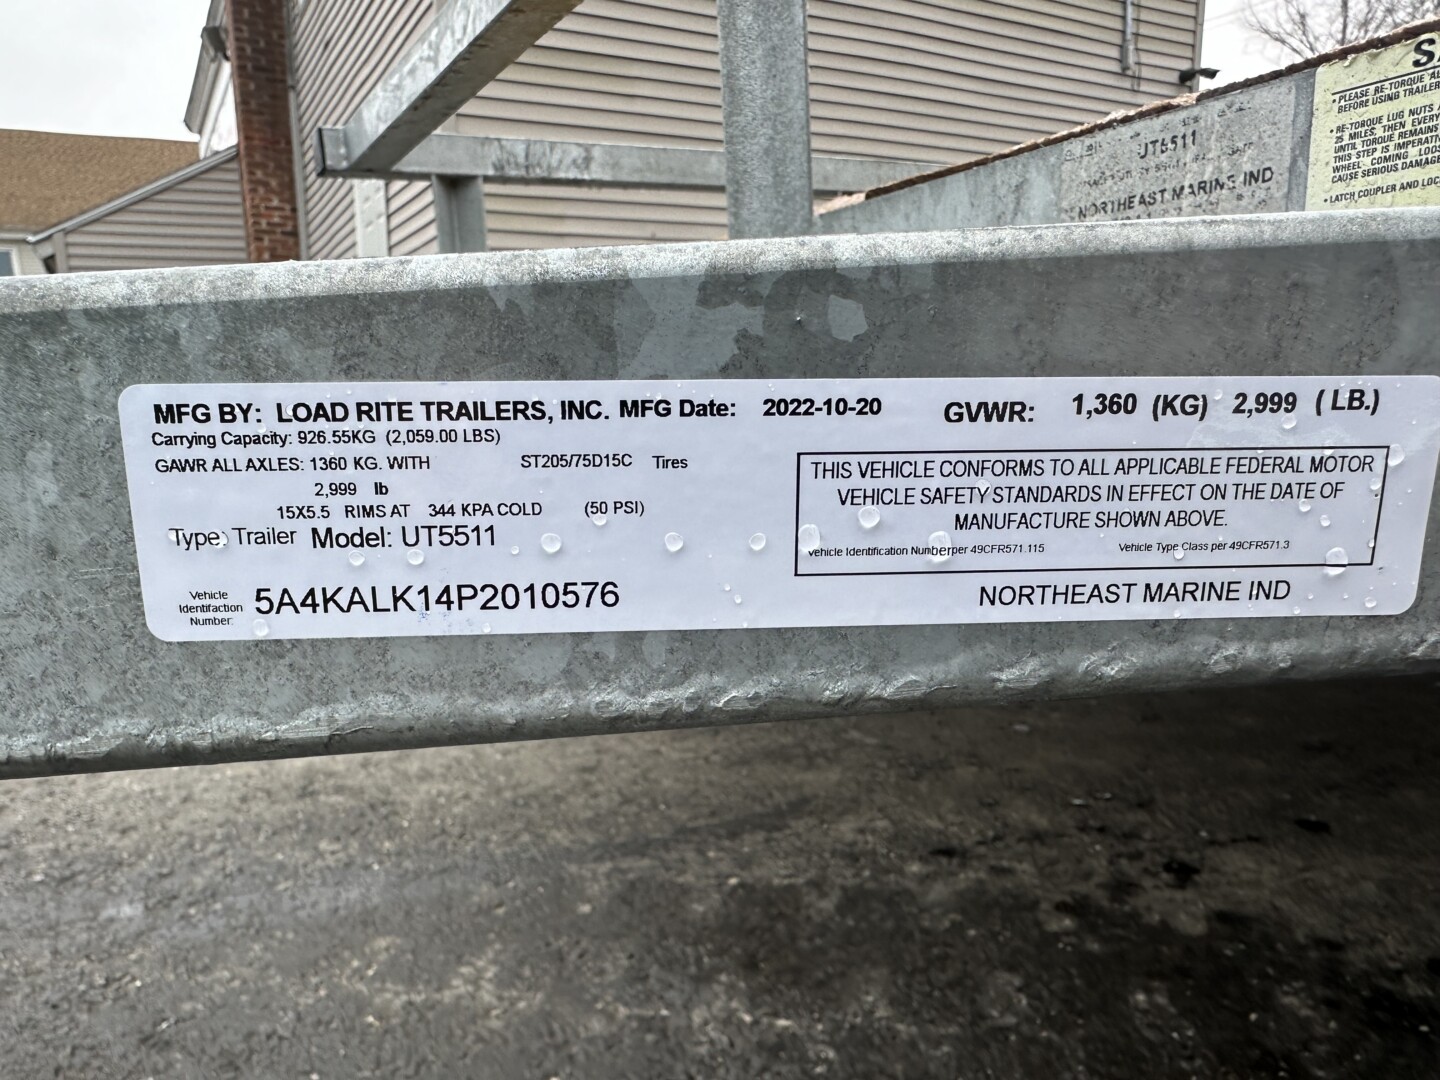 SA
• PLEASE RE-TORQUE AL
BEFORE USING TRAILER
• RE-TORQUE LUG NUTS
25 MILES, THEN EVERY
UNTIL TORQUE REMAINS
THIS STEP IS IMPERATIV
WHEEL COMING LOOS
CAUSE SERIOUS DAMAGE
• LATCH COUPLER AND LOC
UT5511
NORTHEAST MARINE IND
MFG BY: LOAD RITE TRAILERS, INC. MFG Date: 2022-10-20 GVWR: 1,360 (KG) 2,999 (LB.)
Carrying Capacity: 926.55KG (2,059.00 LBS)
GAWR ALL AXLES: 1360 KG. WITH ST205/75D15C Tires
2,999 lb
15X5.5 RIMS AT 344 KPA COLD (50 PSI)
Type: Trailer Model: UT5511
Vehicle
Identifaction
Number: 5A4KALK14P2010576
THIS VEHICLE CONFORMS TO ALL APPLICABLE FEDERAL MOTOR
VEHICLE SAFETY STANDARDS IN EFFECT ON THE DATE OF
MANUFACTURE SHOWN ABOVE.
Vehicle Identification Number per 49CFR571.115 Vehicle Type Class per 49CFR571.3
NORTHEAST MARINE IND